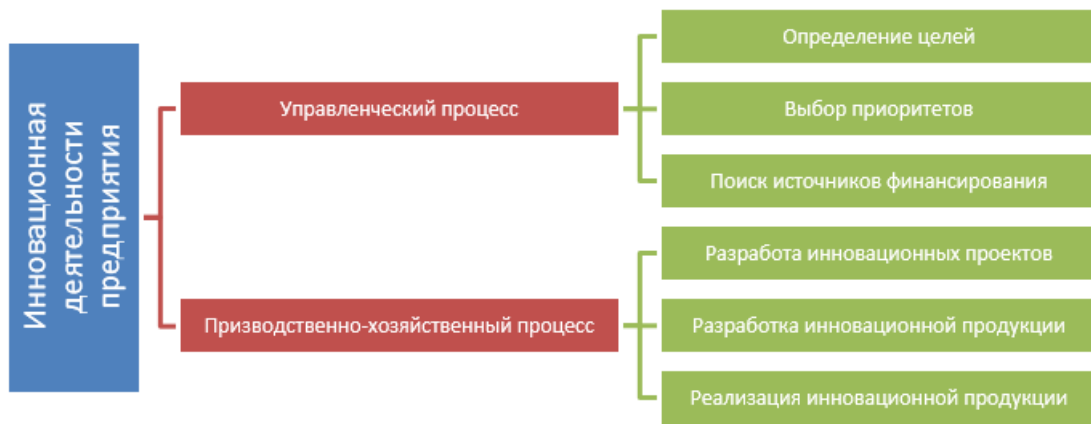 Инновационная
деятельности
предприятия
Управленческий процесс
Определение целей
Выбор приоритетов
Поиск источников финансирования
Призводственно-хозяйственный процесс
Разработа инновационных проектов
Разработка инновационной продукции
Реализация инновационной продукции